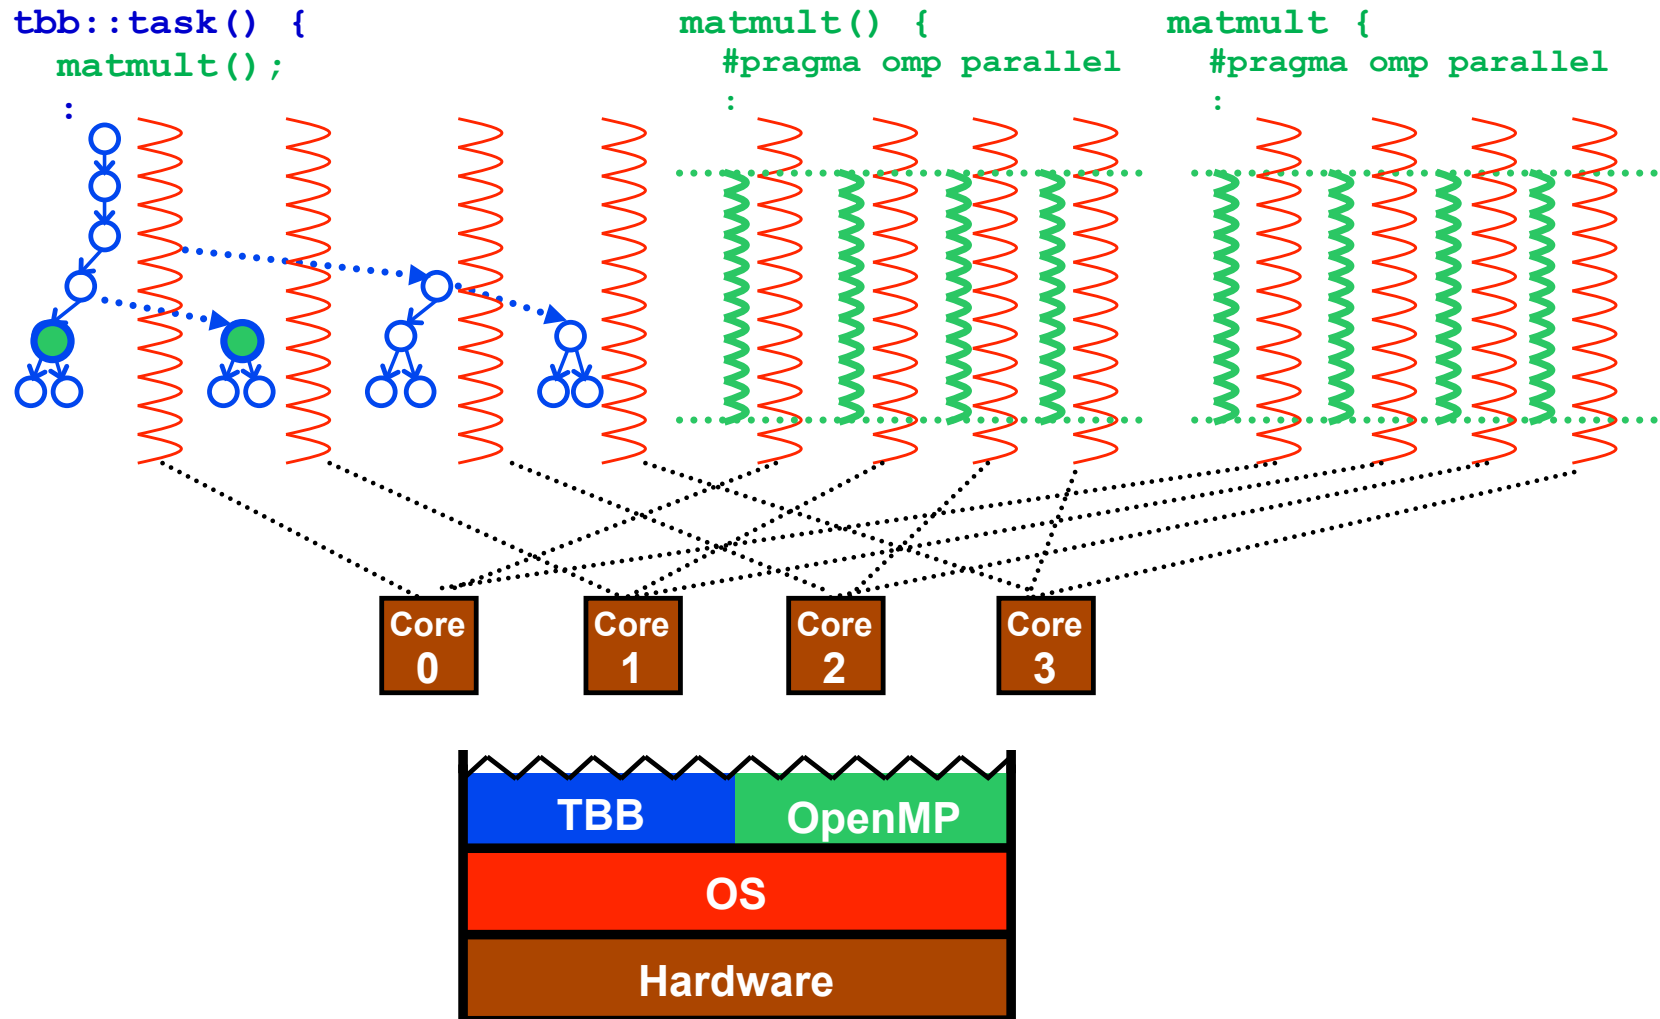 tbb::task() {
matmult();
:
matmult() {
#pragma omp parallel
:
matmult {
#pragma omp parallel
:
Core
0
Core
1
Core
2
Core
3
TBB
OpenMP
OS
Hardware